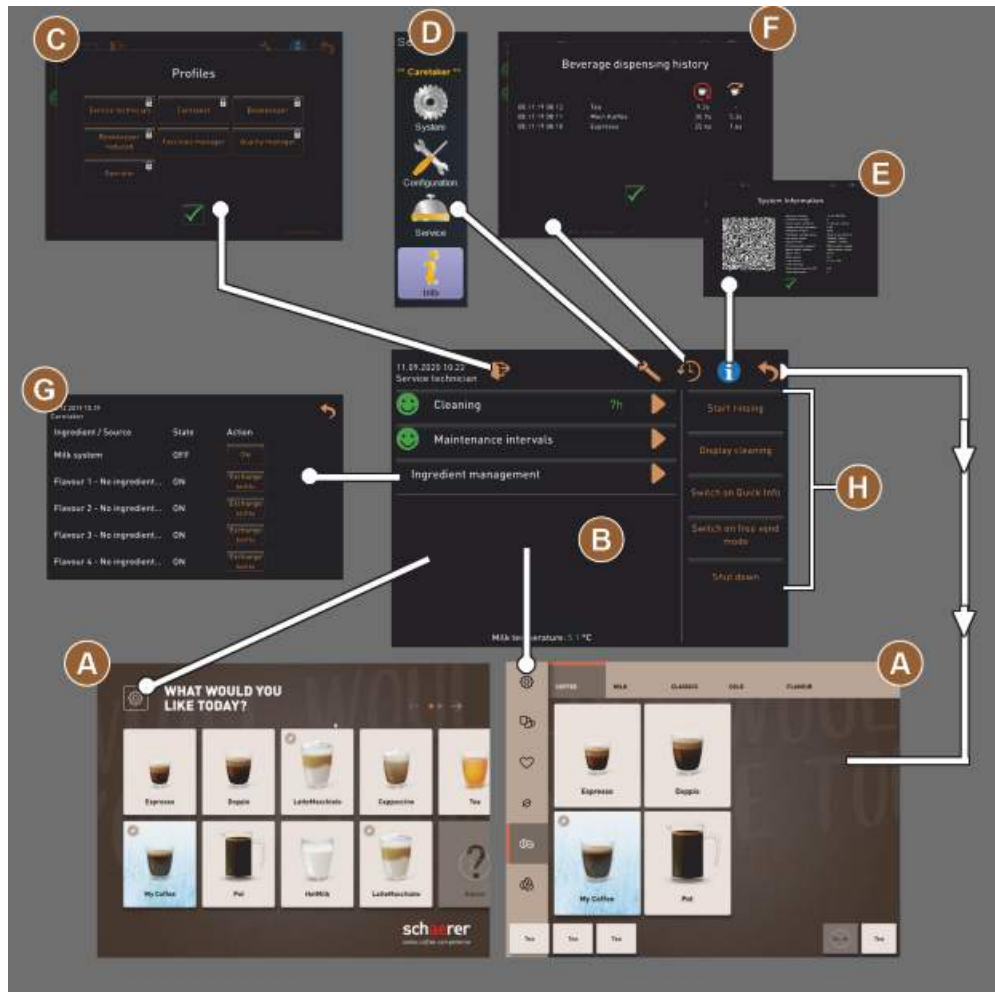 C
Profiles
Service technician
Caretaker
Beekeeper
reduced
Facilities manager
Quality manager
Operator
D
** Caretaker **
System
Configuration
Service
Info
F
Beverage dispensing history
Tea
Espresso
E
System Information
11.09.2020 10:22
Service technician
Cleaning 7h
Maintenance intervals
Ingredient management
B
Milk temperature: 5.1 °C
Start rinsing
Display cleaning
Switch on Quick Info
Switch on free vend
mode
Shut down
H
G
Caretaker
Ingredient / Source State Action
Milk system OFF On
Flavour 1 - No ingredient... ON Exchange
Flavour 2 - No ingredient... ON Exchange
Flavour 3 - No ingredient... ON Exchange
Flavour 4 - No ingredient... ON Exchange
A
WHAT WOULD YOU
LIKE TODAY?
Espresso Doppio LatteMacchiato Cappuccino Tea
My Coffee Pot HotMilk LatteMacchiato
schaerer
swiss coffee competence
A
COFFEE MILK CLASSICS COLD FLAVOUR
Espresso Doppio
My Coffee Pot
Tea Tea Tea Tea